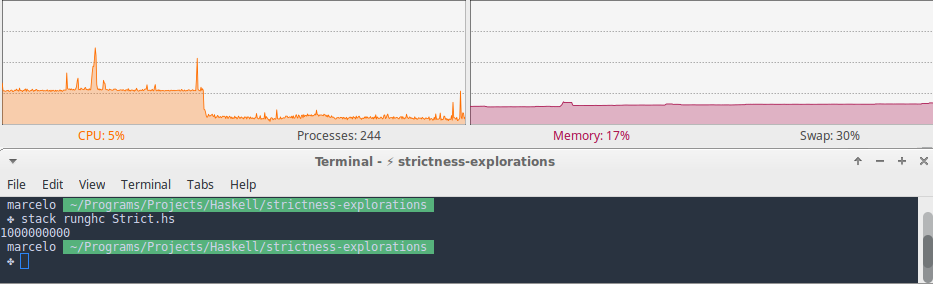 CPU: 5% Processes: 244 Memory: 17% Swap: 30%
Terminal - ⚡ strictness-explorations
File Edit View Terminal Tabs Help
marcelo ~/Programs/Projects/Haskell/strictness-explorations
✤ stack runghc Strict.hs
1000000000
marcelo ~/Programs/Projects/Haskell/strictness-explorations
✤